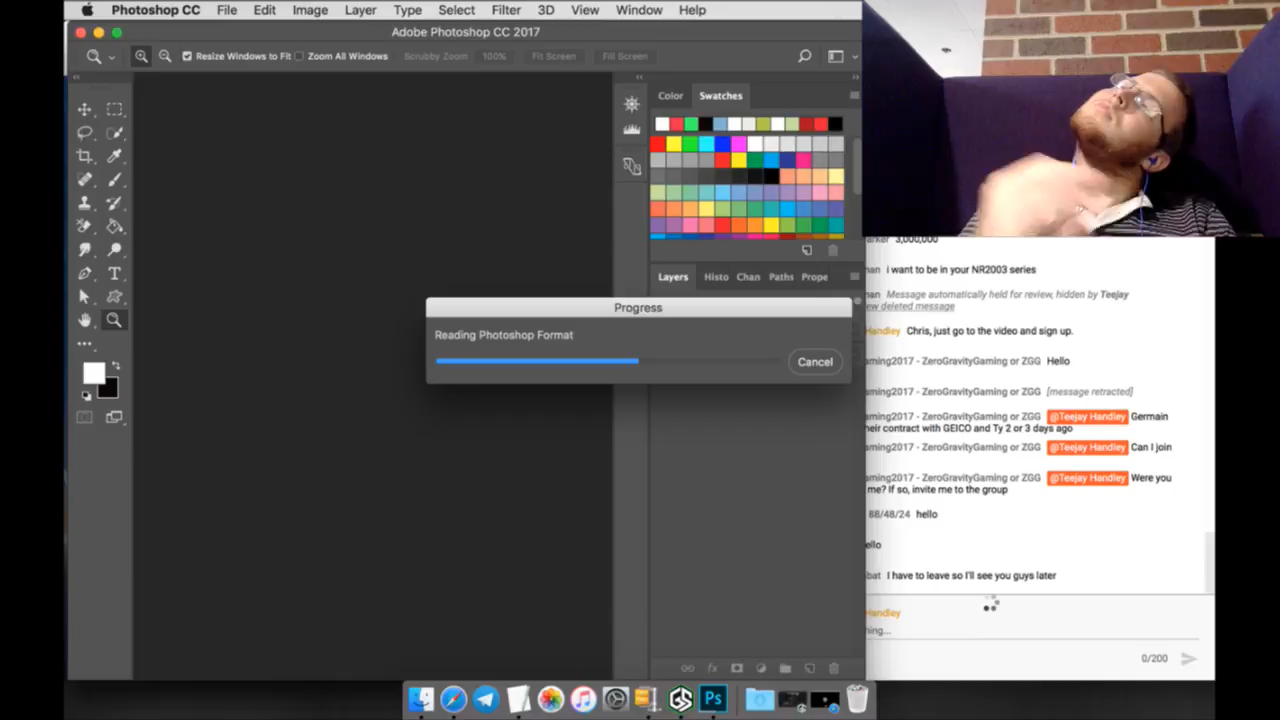 Photoshop CC File Edit Image Layer Type Select Filter 3D View Window Help
Adobe Photoshop CC 2017
Resize Windows to Fit Zoom All Windows Scrubby Zoom 100% Fit Screen Fill Screen
Color Swatches
3,000,000
i want to be in your NR2003 series
Layers Histo Chan Paths Prope
Message automatically held for review, hidden by Teejay
deleted message
Progress
Handley Chris, just go to the video and sign up.
Reading Photoshop Format
Cancel
aming2017 - ZeroGravityGaming or ZGG Hello
aming2017 - ZeroGravityGaming or ZGG [message retracted]
aming2017 - ZeroGravityGaming or ZGG @Teejay Handley Germain
heir contract with GEICO and Ty 2 or 3 days ago
aming2017 - ZeroGravityGaming or ZGG @Teejay Handley Can I join
aming2017 - ZeroGravityGaming or ZGG @Teejay Handley Were you
me? If so, invite me to the group
88/48/24 hello
ello
bat I have to leave so I'll see you guys later
Handley
hing...
0/200
fx
Ps